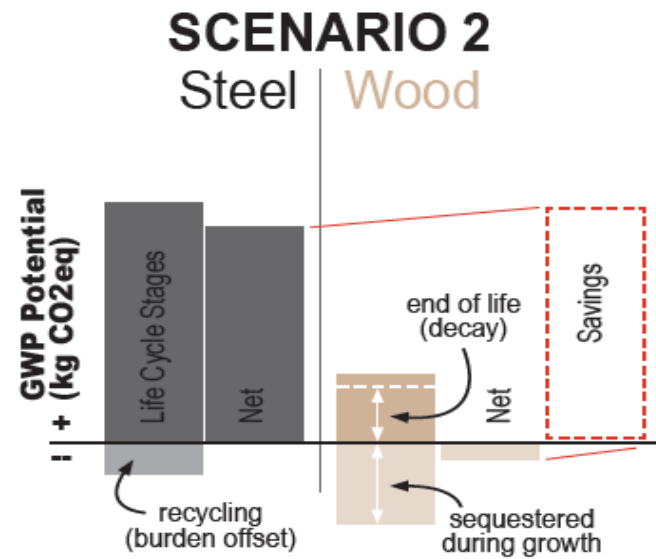 SCENARIO 2
Steel
Wood
GWP Potential
(kg CO2eq)
+
--
Life Cycle Stages
Net
end of life
(decay)
Net
Savings
recycling
(burden offset)
sequestered
during growth